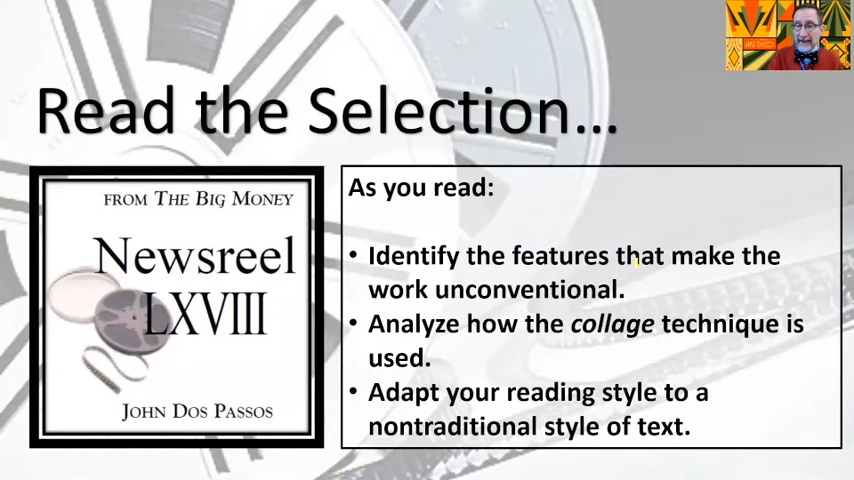 Read the Selection...
FROM THE BIG MONEY
Newsreel
LXVIII
JOHN DOS PASSOS
As you read:
• Identify the features that make the
work unconventional.
• Analyze how the collage technique is
used.
• Adapt your reading style to a
nontraditional style of text.